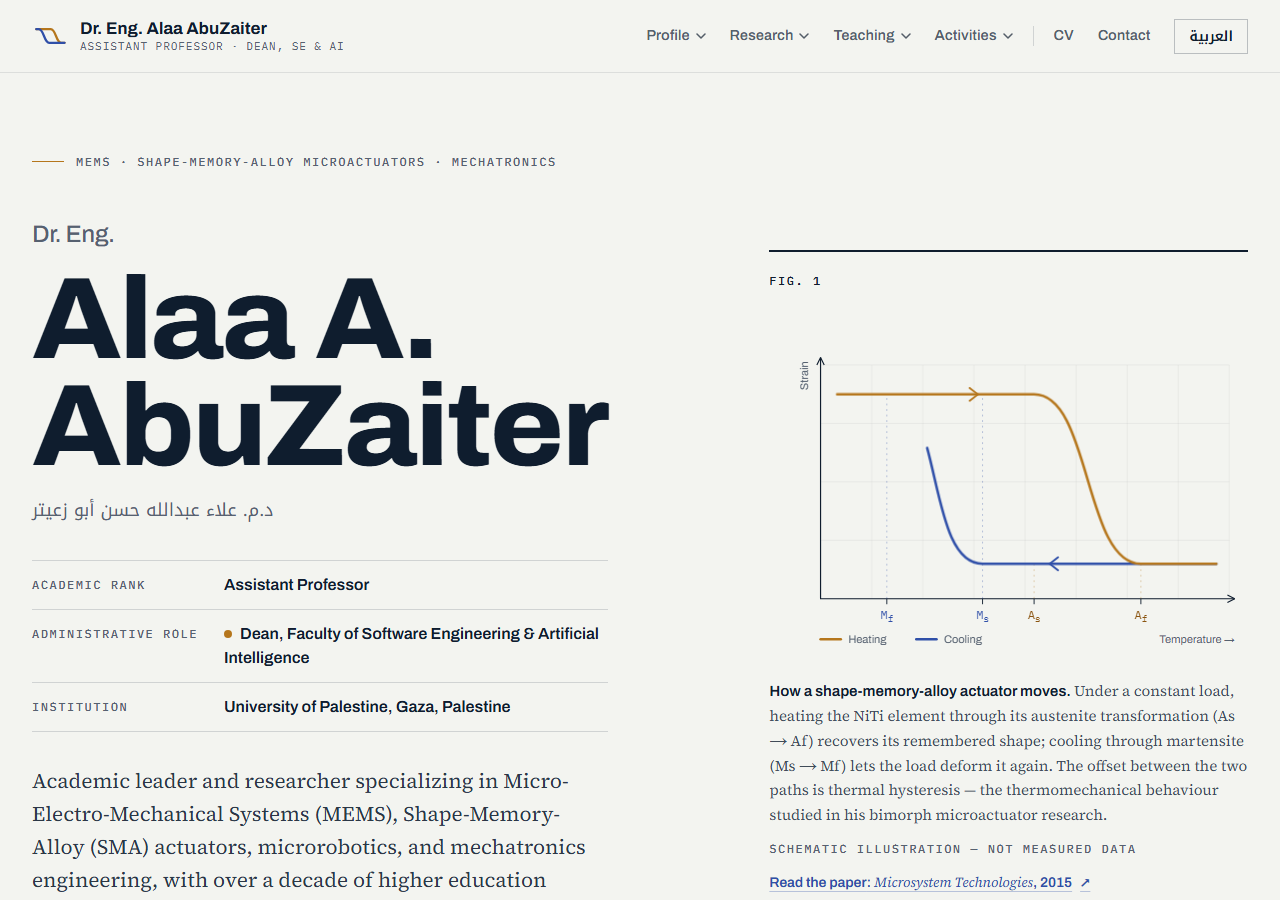 Dr. Eng. Alaa AbuZaiter
ASSISTANT PROFESSOR · DEAN, SE & AI
Profile
Research
Teaching
Activities
CV
Contact
العربية
MEMS · SHAPE-MEMORY-ALLOY MICROACTUATORS · MECHATRONICS
Dr. Eng.
Alaa A.
AbuZaiter
د.م. علاء عبدالله حسن أبو زعيتر
ACADEMIC RANK
Assistant Professor
ADMINISTRATIVE ROLE
Dean, Faculty of Software Engineering & Artificial
Intelligence
INSTITUTION
University of Palestine, Gaza, Palestine
Academic leader and researcher specializing in Micro-
Electro-Mechanical Systems (MEMS), Shape-Memory-
Alloy (SMA) actuators, microrobotics, and mechatronics
engineering, with over a decade of higher education
FIG. 1
Strain
Mf
Ms
As
Af
Heating
Cooling
Temperature →
How a shape-memory-alloy actuator moves. Under a constant load,
heating the NiTi element through its austenite transformation (As
→ Af) recovers its remembered shape; cooling through martensite
(Ms → Mf) lets the load deform it again. The offset between the two
paths is thermal hysteresis — the thermomechanical behaviour
studied in his bimorph microactuator research.
SCHEMATIC ILLUSTRATION — NOT MEASURED DATA
Read the paper: Microsystem Technologies, 2015 ↗